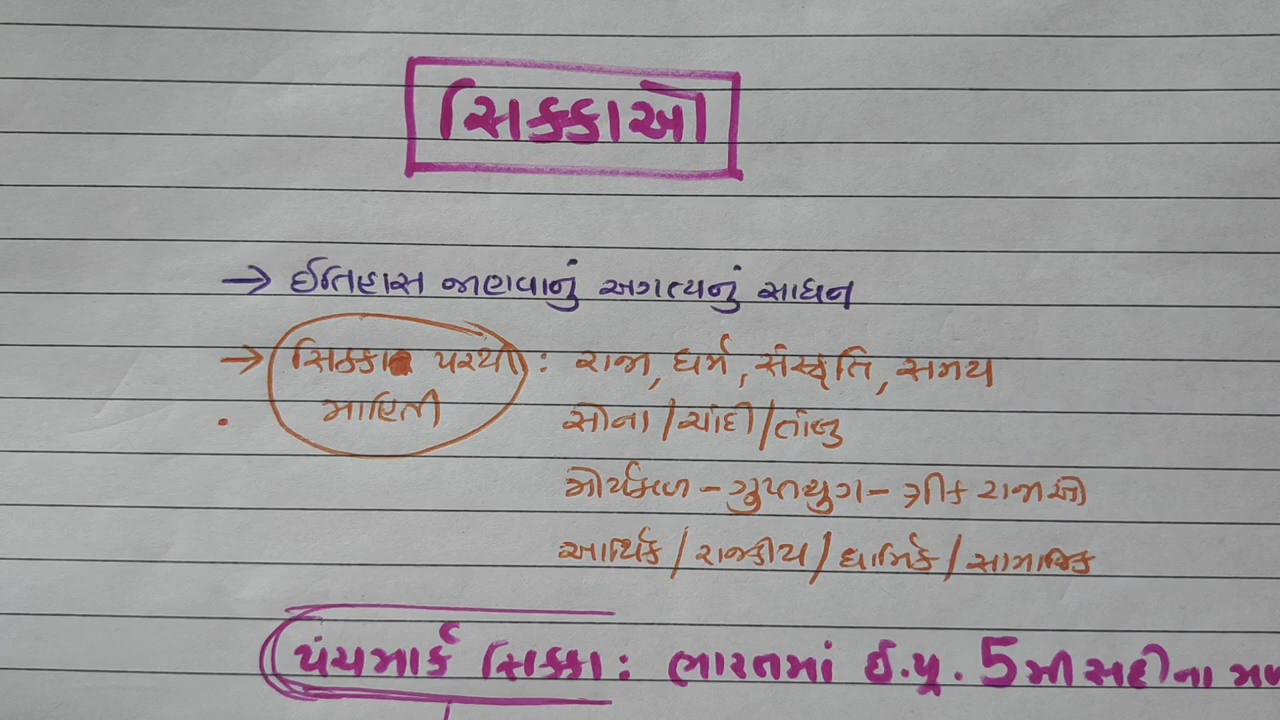 સિક્કાઓ
→ ઈતિહાસ જાણવાનું અગત્યનું સાધન
→ સિક્કા પરથી : રાજા, ધર્મ, સંસ્કૃતિ, સમય
માહિતી સોના/ચાંદી/તાંબુ
મૌર્યકાળ - ગુપ્તયુગ - ગ્રીક રાજાઓ
આર્થિક / રાજકીય / ધાર્મિક / સામાજિક
પંચમાર્ક સિક્કા : ભારતમાં ઈ.પૂ. 5મી સદીના